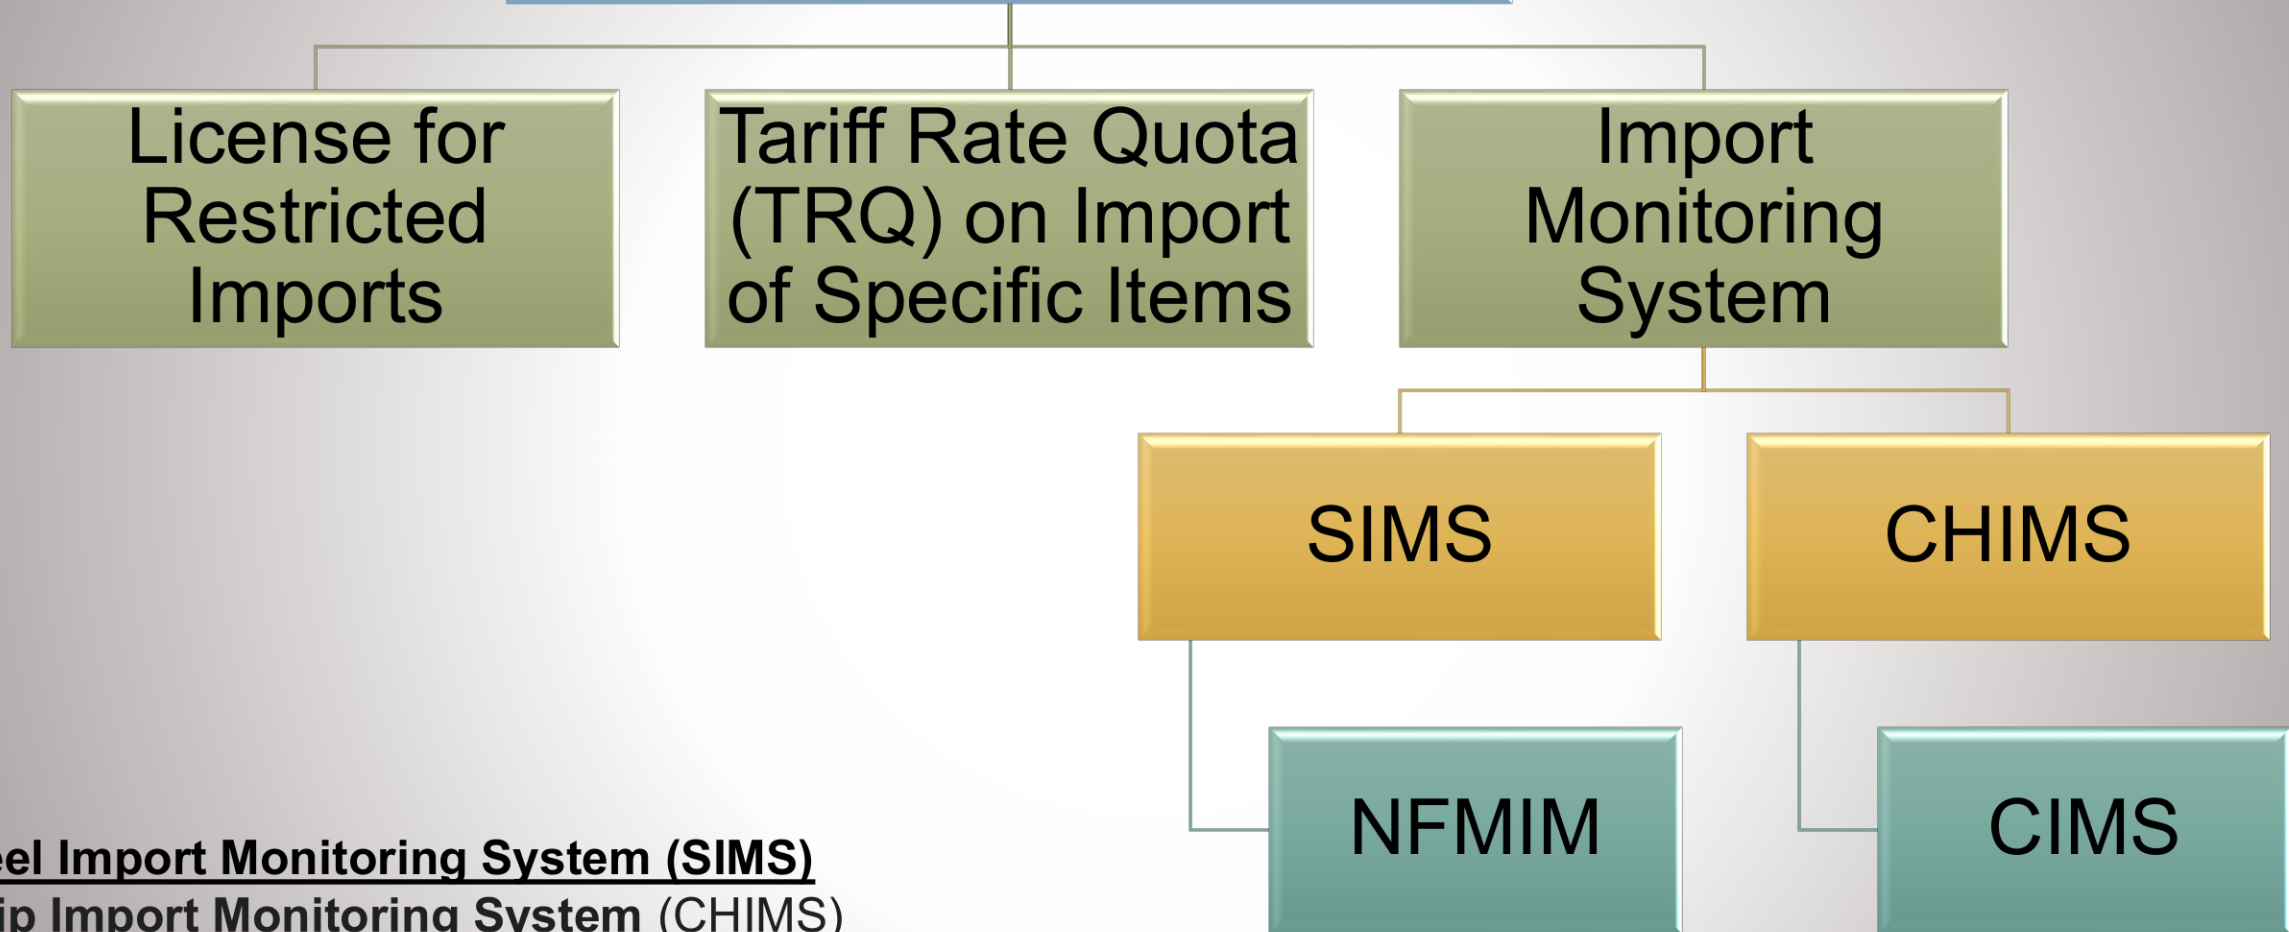 License for
Restricted
Imports
Tariff Rate Quota
(TRQ) on Import
of Specific Items
Import
Monitoring
System
SIMS
CHIMS
NFMIM
CIMS
Import Monitoring System (SIMS)
Import Monitoring System (CHIMS)